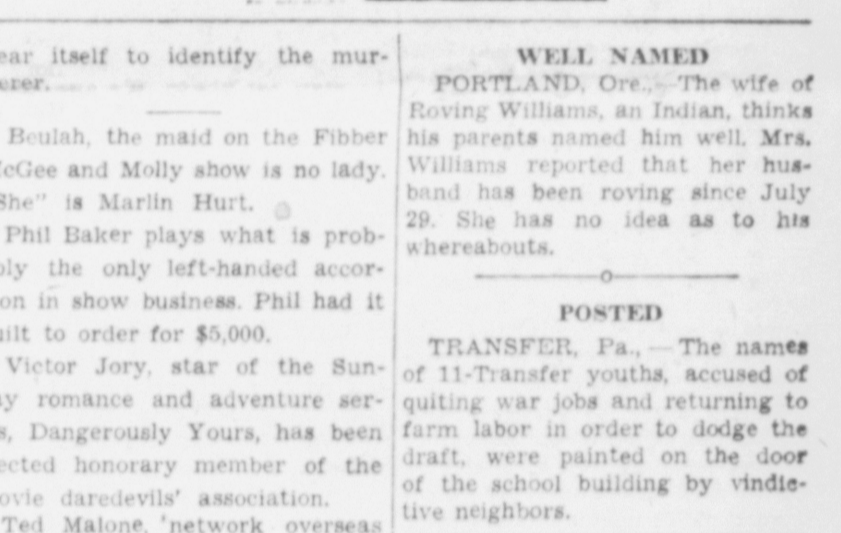 ear itself to identify the mur-
erer.
Beulah, the maid on the Fibber
cGee and Molly show is no lady.
She" is Marlin Hurt.
Phil Baker plays what is prob-
bly the only left-handed accor-
on in show business. Phil had it
uilt to order for $5,000.
Victor Jory, star of the Sun-
ay romance and adventure ser-
s, Dangerously Yours, has been
ected honorary member of the
ovie daredevils' association.
Ted Malone, 'network overseas
WELL NAMED
PORTLAND, Ore., — The wife of
Roving Williams, an Indian, thinks
his parents named him well. Mrs.
Williams reported that her hus-
band has been roving since July
29. She has no idea as to his
whereabouts.
POSTED
TRANSFER, Pa., — The names
of 11-Transfer youths, accused of
quiting war jobs and returning to
farm labor in order to dodge the
draft, were painted on the door
of the school building by vindic-
tive neighbors.